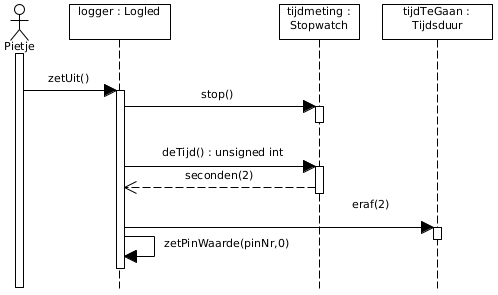 logger : Logled
tijdmeting :
Stopwatch
tijdTeGaan :
Tijdsduur
Pietje
zetUit()
stop()
deTijd() : unsigned int
seconden(2)
eraf(2)
zetPinWaarde(pinNr,0)